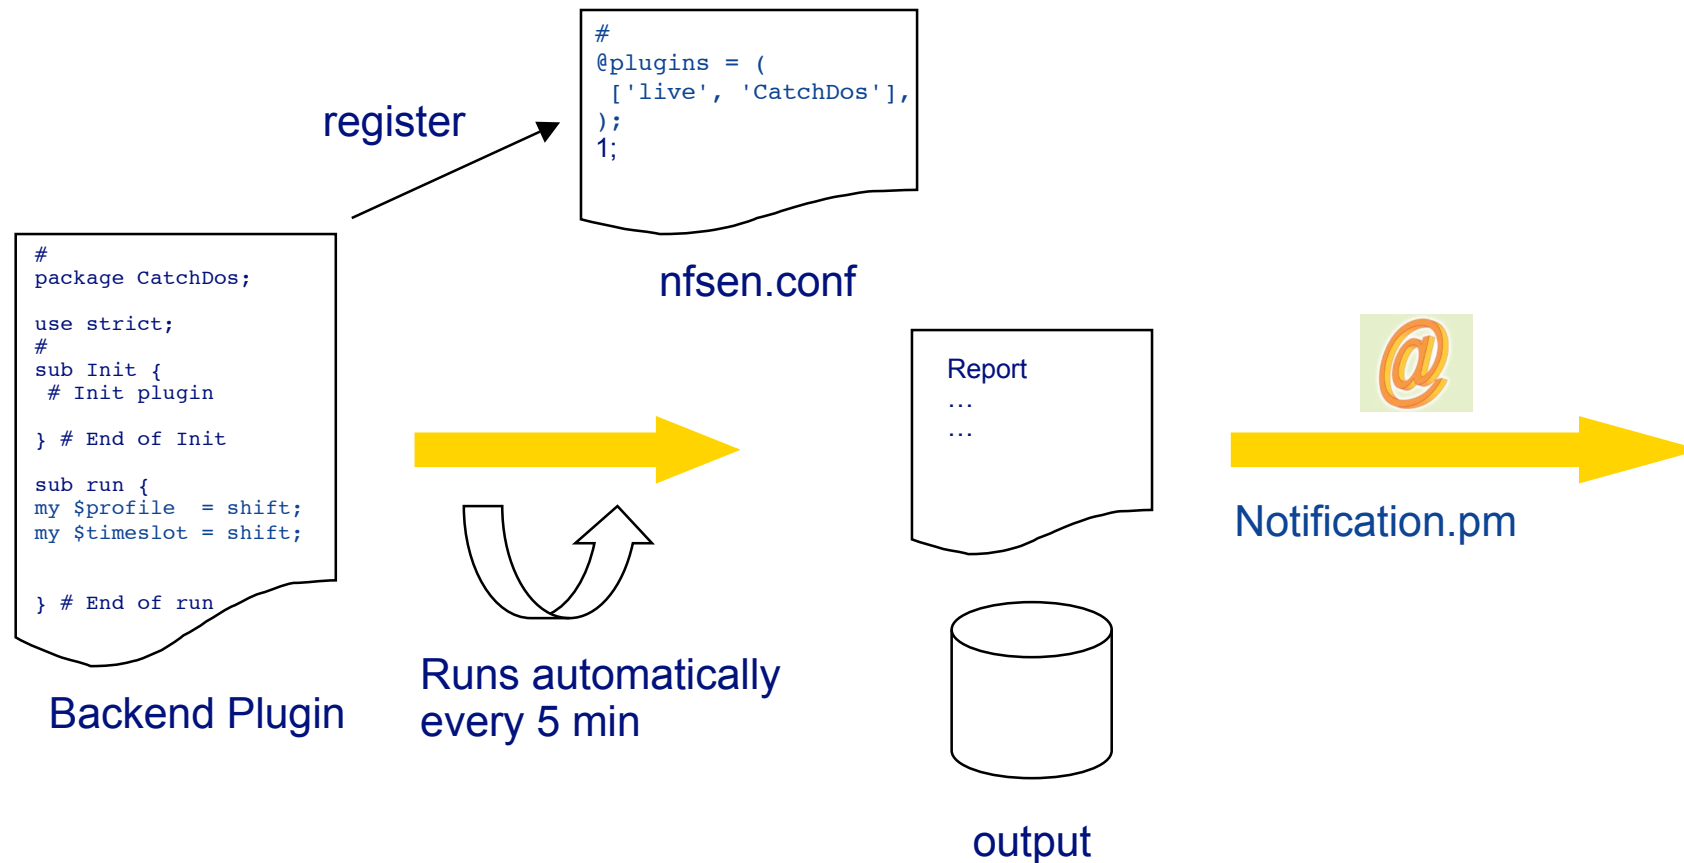 #
@plugins = (
 ['live', 'CatchDos'],
);
1;
register
nfsen.conf
#
package CatchDos;
use strict;
#
sub Init {
 # Init plugin
} # End of Init
sub run {
my $profile  = shift;
my $timeslot = shift;
} # End of run
Backend Plugin
Runs automatically
every 5 min
Report
…
…
output
@
Notification.pm